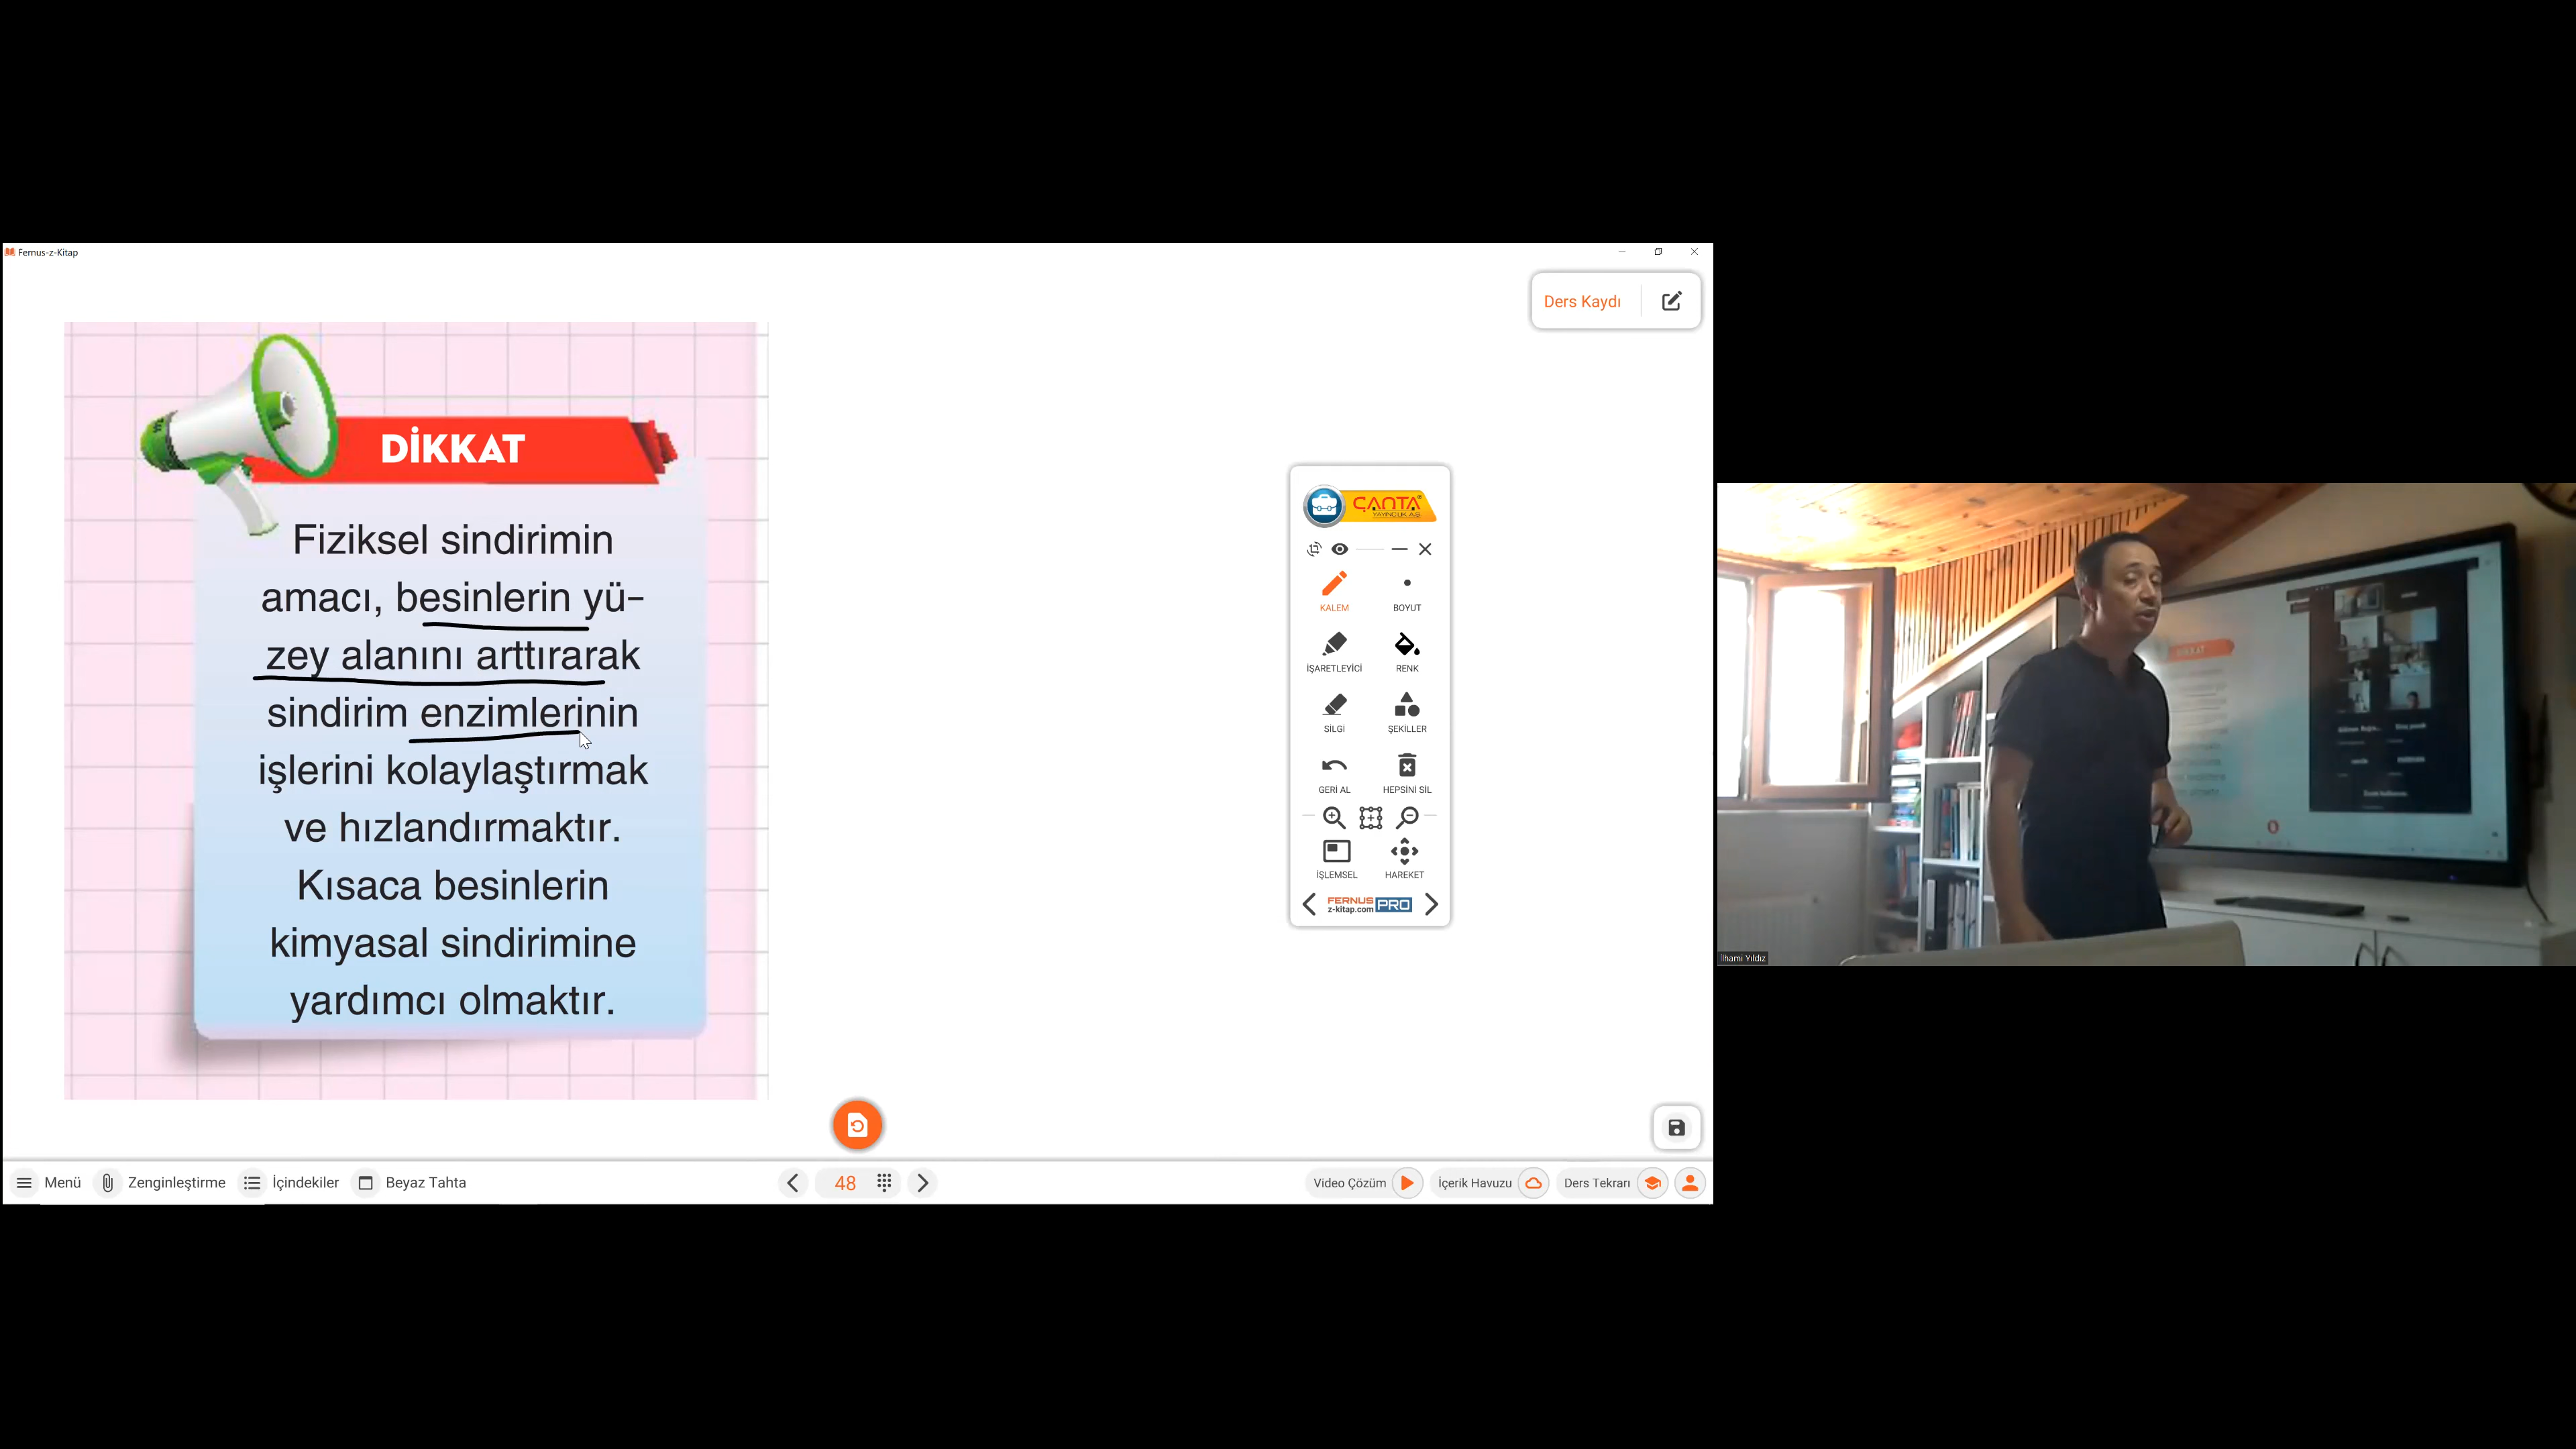 Fernus-z-Kitap
Ders Kaydı
DİKKAT
Fiziksel sindirimin
amacı, besinlerin yü-
zey alanını arttırarak
sindirim enzimlerinin
işlerini kolaylaştırmak
ve hızlandırmaktır.
Kısaca besinlerin
kimyasal sindirimine
yardımcı olmaktır.
ÇANTA
YAYINCILIK A.Ş
KALEM
BOYUT
İŞARETLEYİCİ
RENK
SİLGİ
ŞEKİLLER
GERİ AL
HEPSİNİ SİL
İŞLEMSEL
HAREKET
FERNUS
z-kitap.com PRO
DİKKAT
İlhami Yıldız
Menü
Zenginleştirme
İçindekiler
Beyaz Tahta
48
Video Çözüm
İçerik Havuzu
Ders Tekrarı